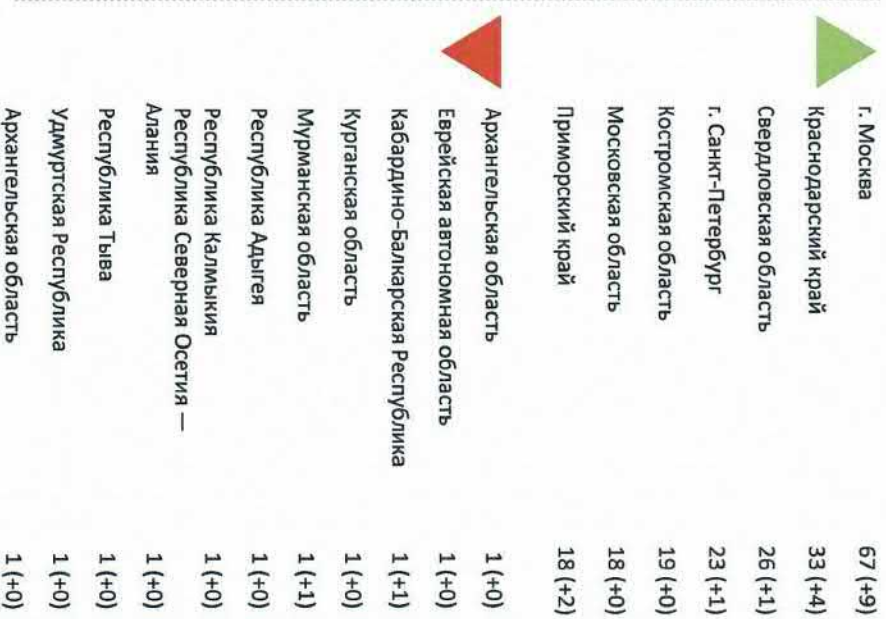 г. Москва 67 (+9)
Краснодарский край 33 (+4)
Свердловская область 26 (+1)
г. Санкт-Петербург 23 (+1)
Костромская область 19 (+0)
Московская область 18 (+0)
Приморский край 18 (+2)
Архангельская область 1 (+0)
Еврейская автономная область 1 (+0)
Кабардино-Балкарская Республика 1 (+1)
Курганская область 1 (+0)
Мурманская область 1 (+1)
Республика Адыгея 1 (+0)
Республика Калмыкия 1 (+0)
Республика Северная Осетия —
Алания 1 (+0)
Республика Тыва 1 (+0)
Удмуртская Республика 1 (+0)
Архангельская область 1 (+0)